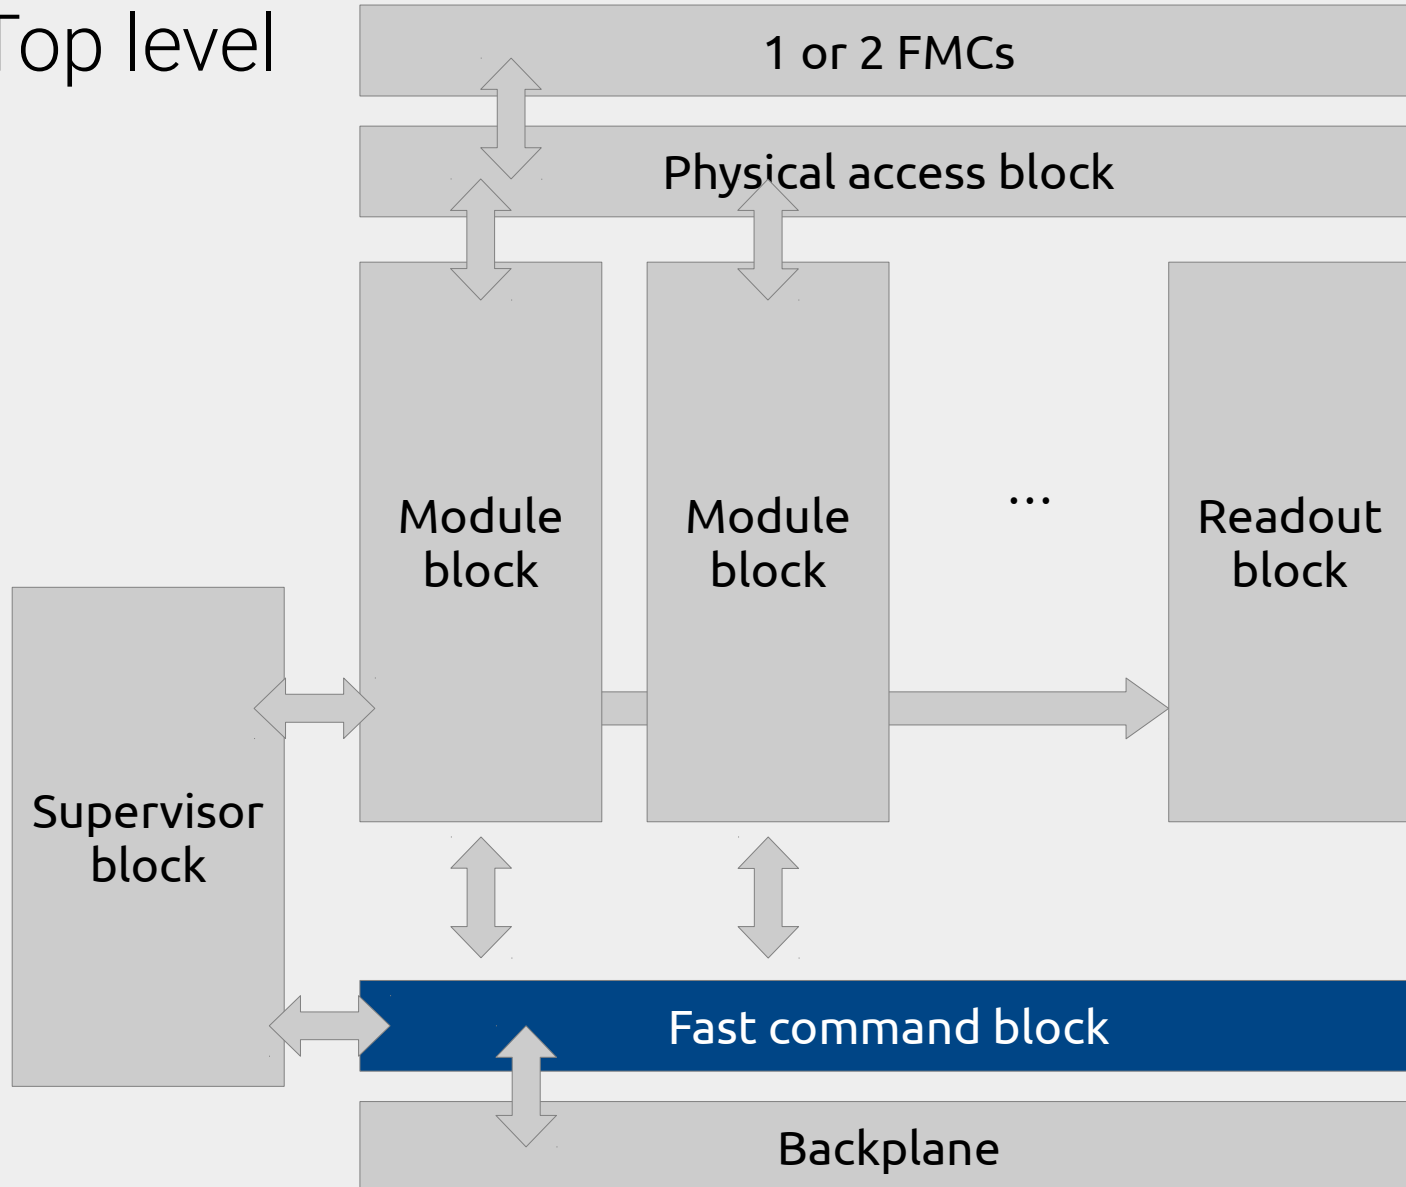 Top level
1 or 2 FMCs
Physical access block
Module
block
Module
block
...
Readout
block
Supervisor
block
Fast command block
Backplane